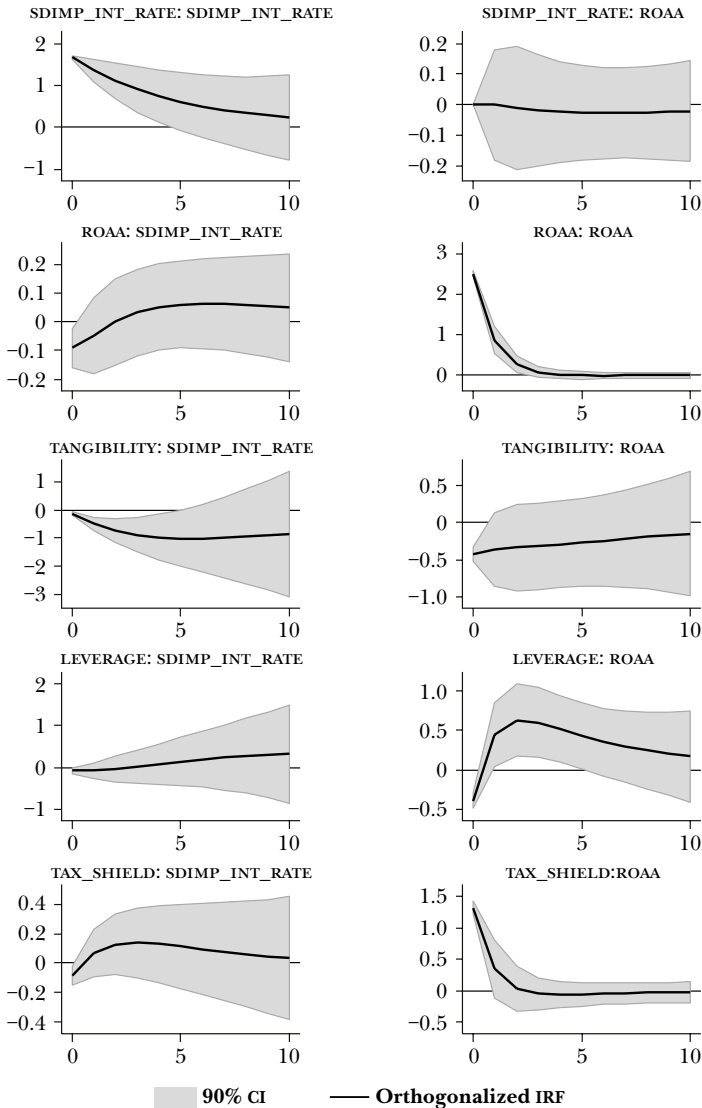 SDIMP_INT_RATE: SDIMP_INT_RATE
2
1
0
−1
0 5 10
SDIMP_INT_RATE: ROAA
0.2
0.1
0
−0.1
−0.2
0 5 10
ROAA: SDIMP_INT_RATE
0.2
0.1
0
−0.1
−0.2
0 5 10
ROAA: ROAA
3
2
1
0
0 5 10
TANGIBILITY: SDIMP_INT_RATE
1
0
−1
−2
−3
0 5 10
TANGIBILITY: ROAA
0.5
0
−0.5
−1.0
0 5 10
LEVERAGE: SDIMP_INT_RATE
2
1
0
−1
0 5 10
LEVERAGE: ROAA
1.0
0.5
0
−0.5
0 5 10
TAX_SHIELD: SDIMP_INT_RATE
0.4
0.2
0
−0.2
−0.4
0 5 10
TAX_SHIELD:ROAA
1.5
1.0
0.5
0
−0.5
0 5 10
90% CI Orthogonalized IRF